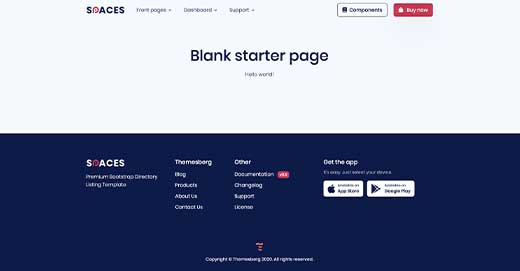 SPACES
Front pages
Dashboard
Support
Components
Buy now
Blank starter page
Hello world!
SPACES
Premium Bootstrap Directory
Listing Template
Themesberg
Blog
Products
About Us
Contact Us
Other
Documentation
Changelog
Support
License
Get the app
It's easy. Just select your device.
Available on
App Store
Available on
Google Play
Copyright © Themesberg 2020. All rights reserved.